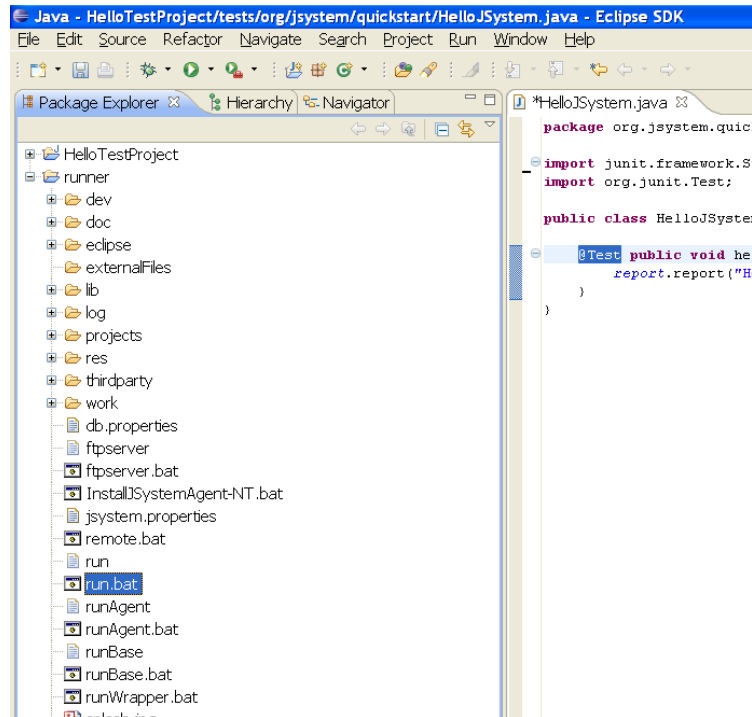 Java - HelloTestProject/tests/org/jsystem/quickstart/HelloJSystem.java - Eclipse SDK
File Edit Source Refactor Navigate Search Project Run Window Help
Package Explorer Hierarchy Navigator
*HelloJSystem.java
HelloTestProject
runner
dev
doc
eclipse
externalFiles
lib
log
projects
res
thirdparty
work
db.properties
ftpserver
ftpserver.bat
InstallJSystemAgent-NT.bat
jsystem.properties
remote.bat
run
run.bat
runAgent
runAgent.bat
runBase
runBase.bat
runWrapper.bat
package org.jsystem.quic
import junit.framework.S
import org.junit.Test;
public class HelloJSyste
@Test public void he
report.report("H
}
}